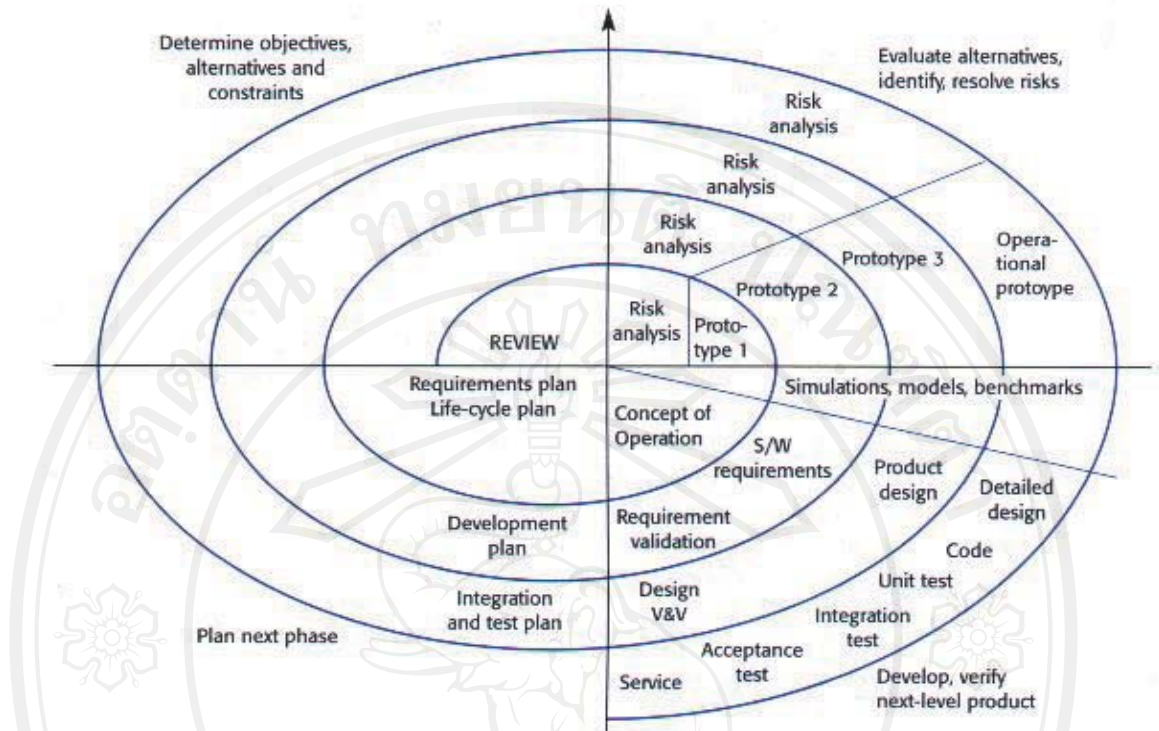 Determine objectives,
alternatives and
constraints
Evaluate alternatives,
identify, resolve risks
Risk
analysis
Risk
analysis
Risk
analysis
Risk
analysis
Proto-
type 1
Prototype 2
Prototype 3
Opera-
tional
protoype
REVIEW
Requirements plan
Life-cycle plan
Simulations, models, benchmarks
Concept of
Operation
S/W
requirements
Product
design
Detailed
design
Development
plan
Requirement
validation
Code
Unit test
Integration
and test plan
Design
V&V
Integration
test
Plan next phase
Acceptance
test
Service
Develop, verify
next-level product